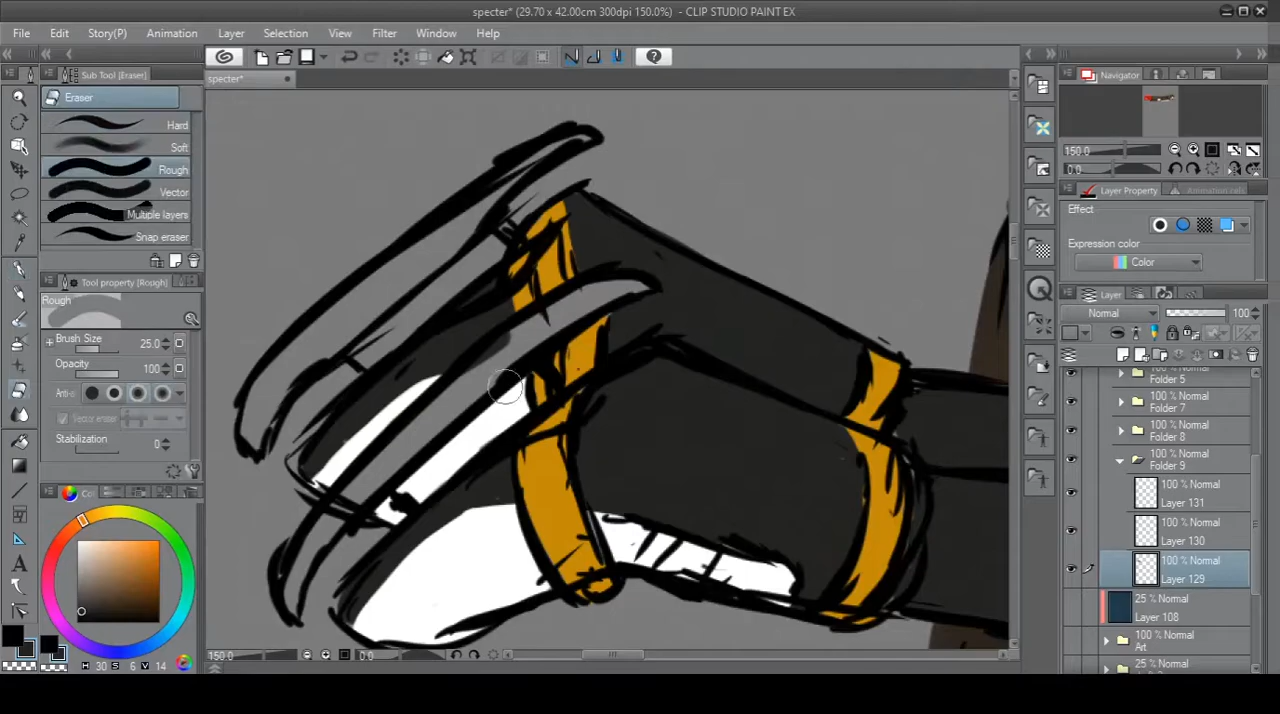 specter* (29.70 x 42.00cm 300dpi 150.0%) - CLIP STUDIO PAINT EX
File Edit Story(P) Animation Layer Selection View Filter Window Help
specter*
Sub Tool [Eraser]
Eraser
Hard
Soft
Rough
Vector
Multiple layers
Snap eraser
Tool property [Rough]
Rough
Brush Size 25.0
Opacity 100
Anti-a
Vector eraser
Stabilization 0
Col
H 30 S 6 V 14
150.0 0.0
Navigator
150.0
0.0
Layer Property
Effect
Expression color
Color
Layer
Normal 100
100 % Normal
Folder 5
100 % Normal
Folder 7
100 % Normal
Folder 8
100 % Normal
Folder 9
100 % Normal
Layer 131
100 % Normal
Layer 130
100 % Normal
Layer 129
25 % Normal
Layer 108
100 % Normal
Art
25 % Normal